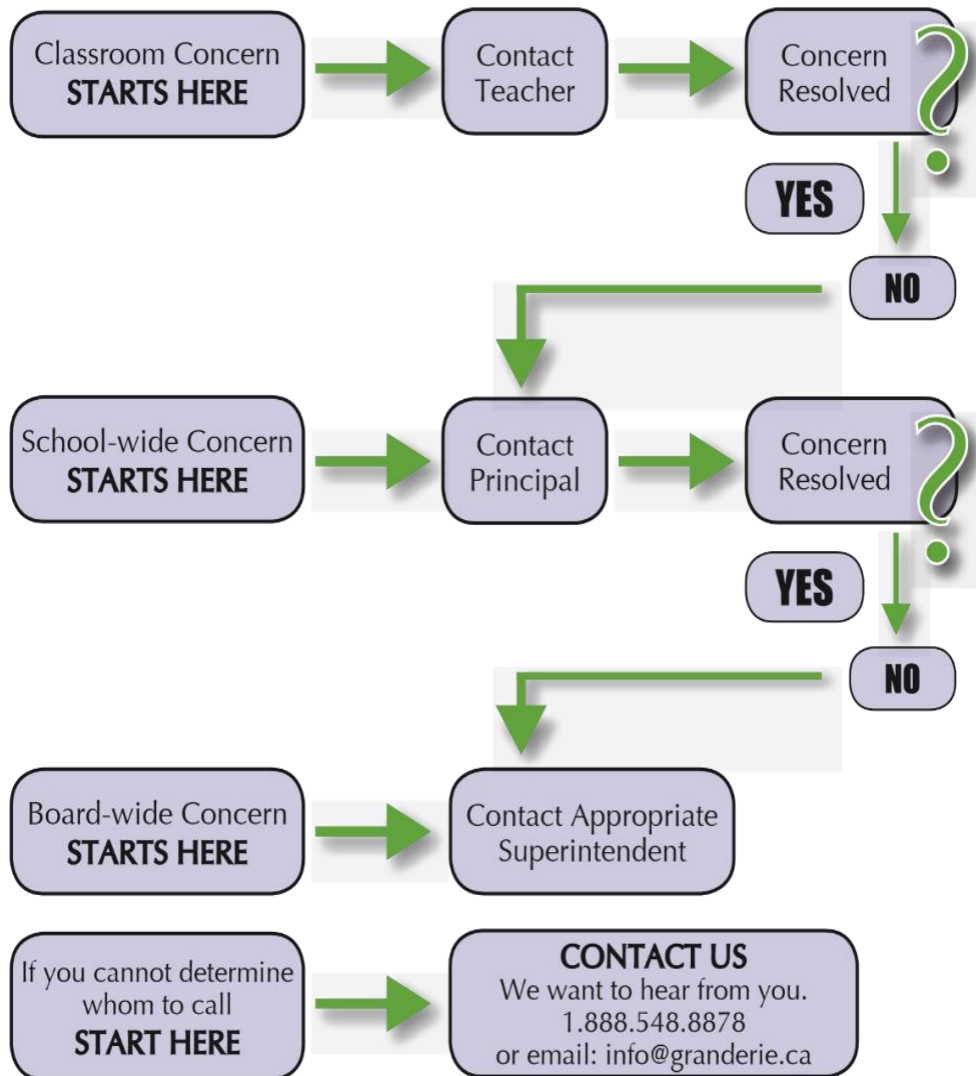 Classroom Concern
STARTS HERE
Contact
Teacher
Concern
Resolved
?
YES
NO
School-wide Concern
STARTS HERE
Contact
Principal
Concern
Resolved
?
YES
NO
Board-wide Concern
STARTS HERE
Contact Appropriate
Superintendent
If you cannot determine
whom to call
START HERE
CONTACT US
We want to hear from you.
1.888.548.8878
or email: info@granderie.ca